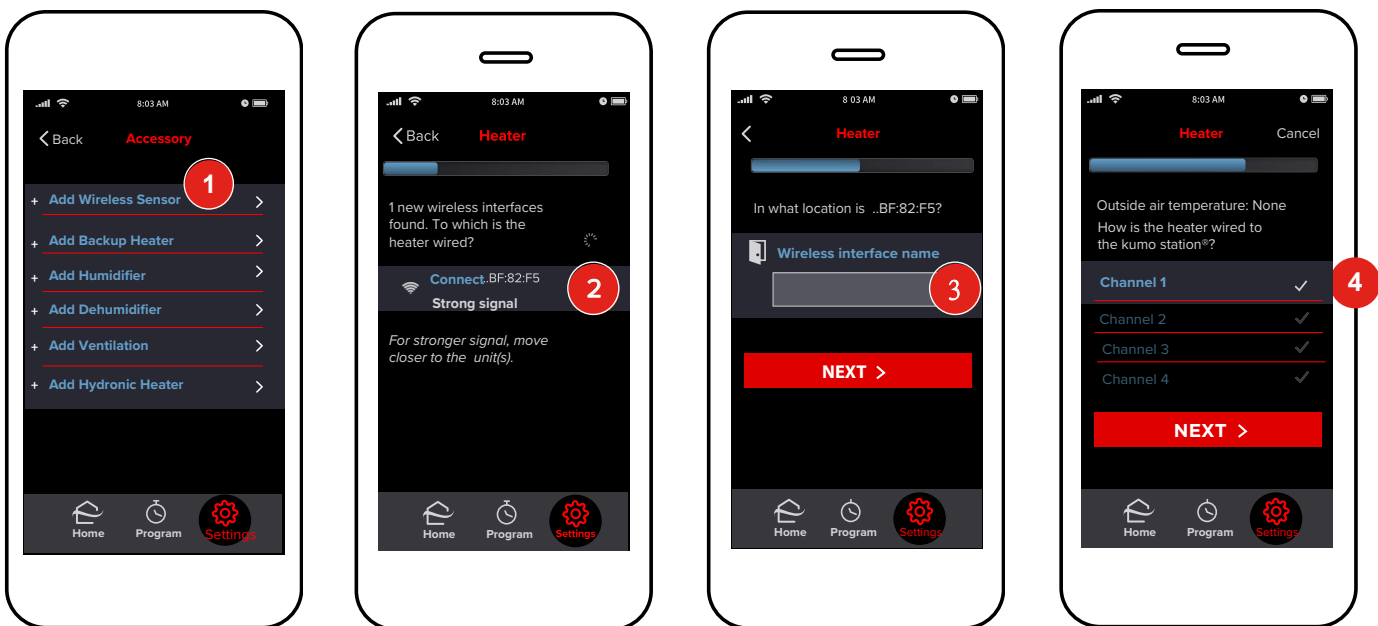 8:03 AM
Back Accessory
1
+ Add Wireless Sensor
+ Add Backup Heater
+ Add Humidifier
+ Add Dehumidifier
+ Add Ventilation
+ Add Hydronic Heater
Home Program Settings
8:03 AM
Back Heater
1 new wireless interfaces
found. To which is the
heater wired?
Connect..BF:82:F5
Strong signal
2
For stronger signal, move
closer to the unit(s).
Home Program Settings
8 03 AM
Heater
In what location is ..BF:82:F5?
Wireless interface name
3
NEXT >
Home Program Settings
8:03 AM
Heater Cancel
Outside air temperature: None
How is the heater wired to
the kumo station®?
Channel 1
4
Channel 2
Channel 3
Channel 4
NEXT >
Home Program Settings